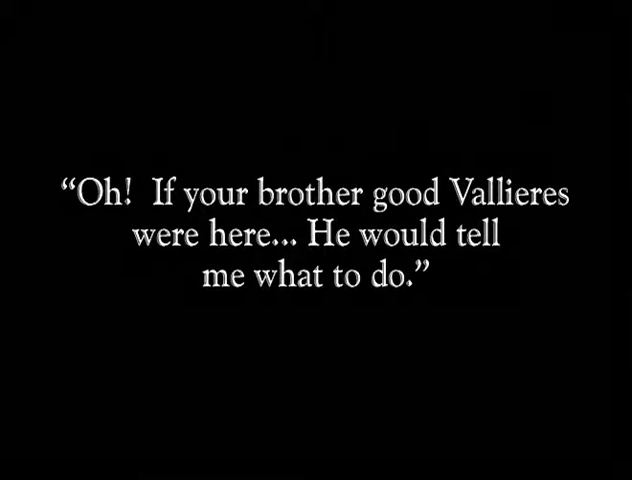 “Oh!  If your brother good Vallieres
were here... He would tell
me what to do.”